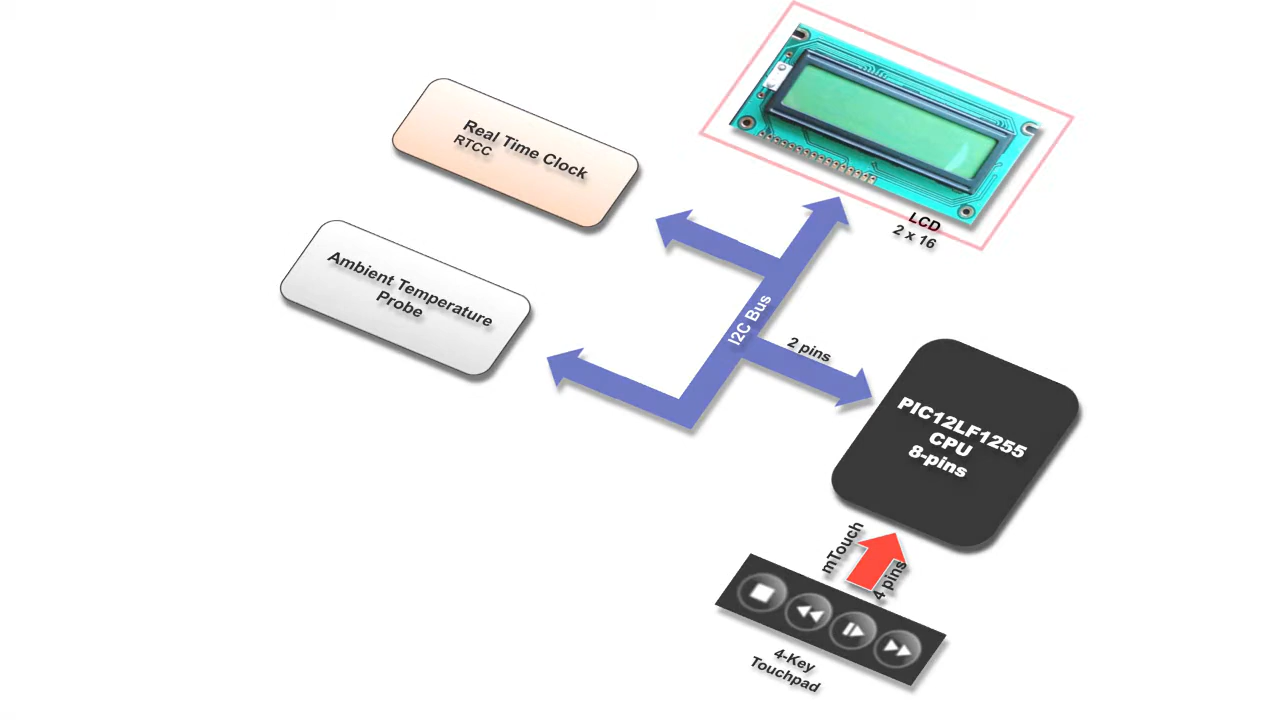 Real Time Clock
RTCC
Ambient Temperature
Probe
LCD
2 x 16
I2C Bus
2 pins
PIC12LF1255
CPU
8-pins
mTouch
4 pins
4-Key
Touchpad